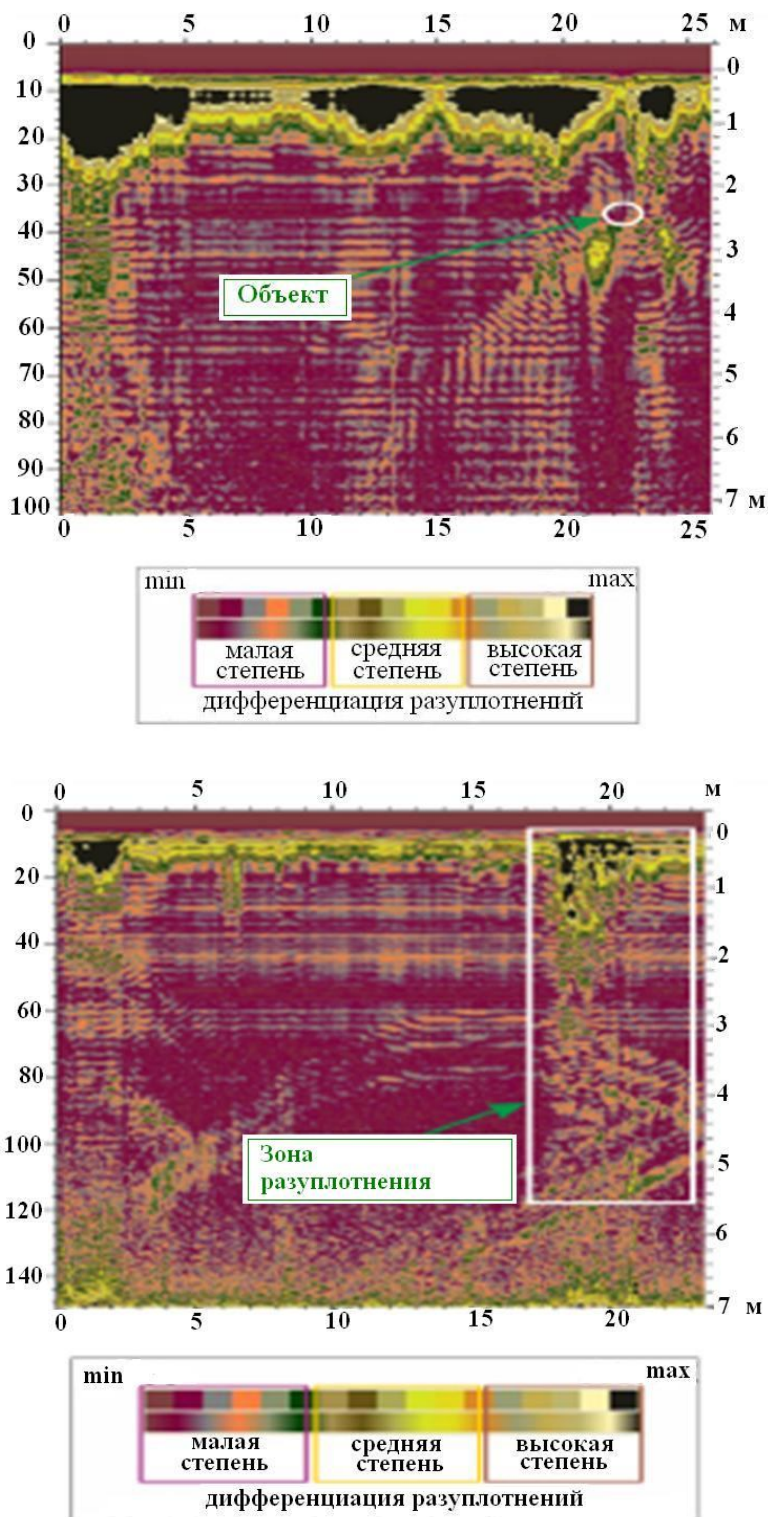 0 5 10 15 20 25 м
0
10
20
30
40
50
60
70
80
90
100
0
1
2
3
4
5
6
7 м
Объект
0 5 10 15 20 25
min max
малая средняя высокая
степень степень степень
дифференциация разуплотнений
0 5 10 15 20 м
0
20
40
60
80
100
120
140
0
1
2
3
4
5
6
7 м
Зона
разуплотнения
0 5 10 15 20
min max
малая средняя высокая
степень степень степень
дифференциация разуплотнений